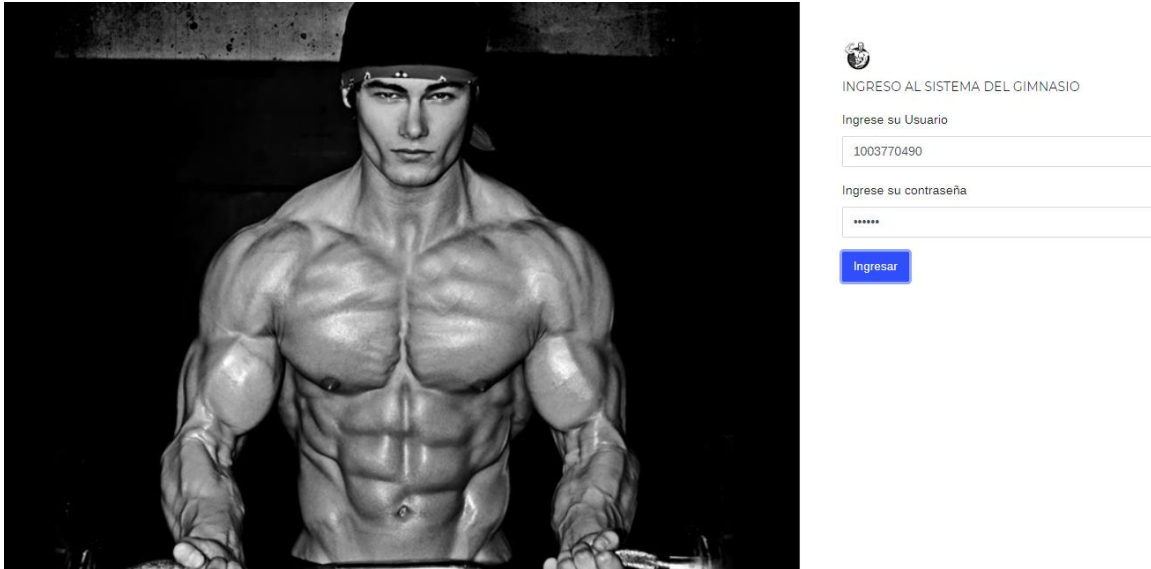 INGRESO AL SISTEMA DEL GIMNASIO
Ingrese su Usuario
1003770490
Ingrese su contraseña
••••••
Ingresar